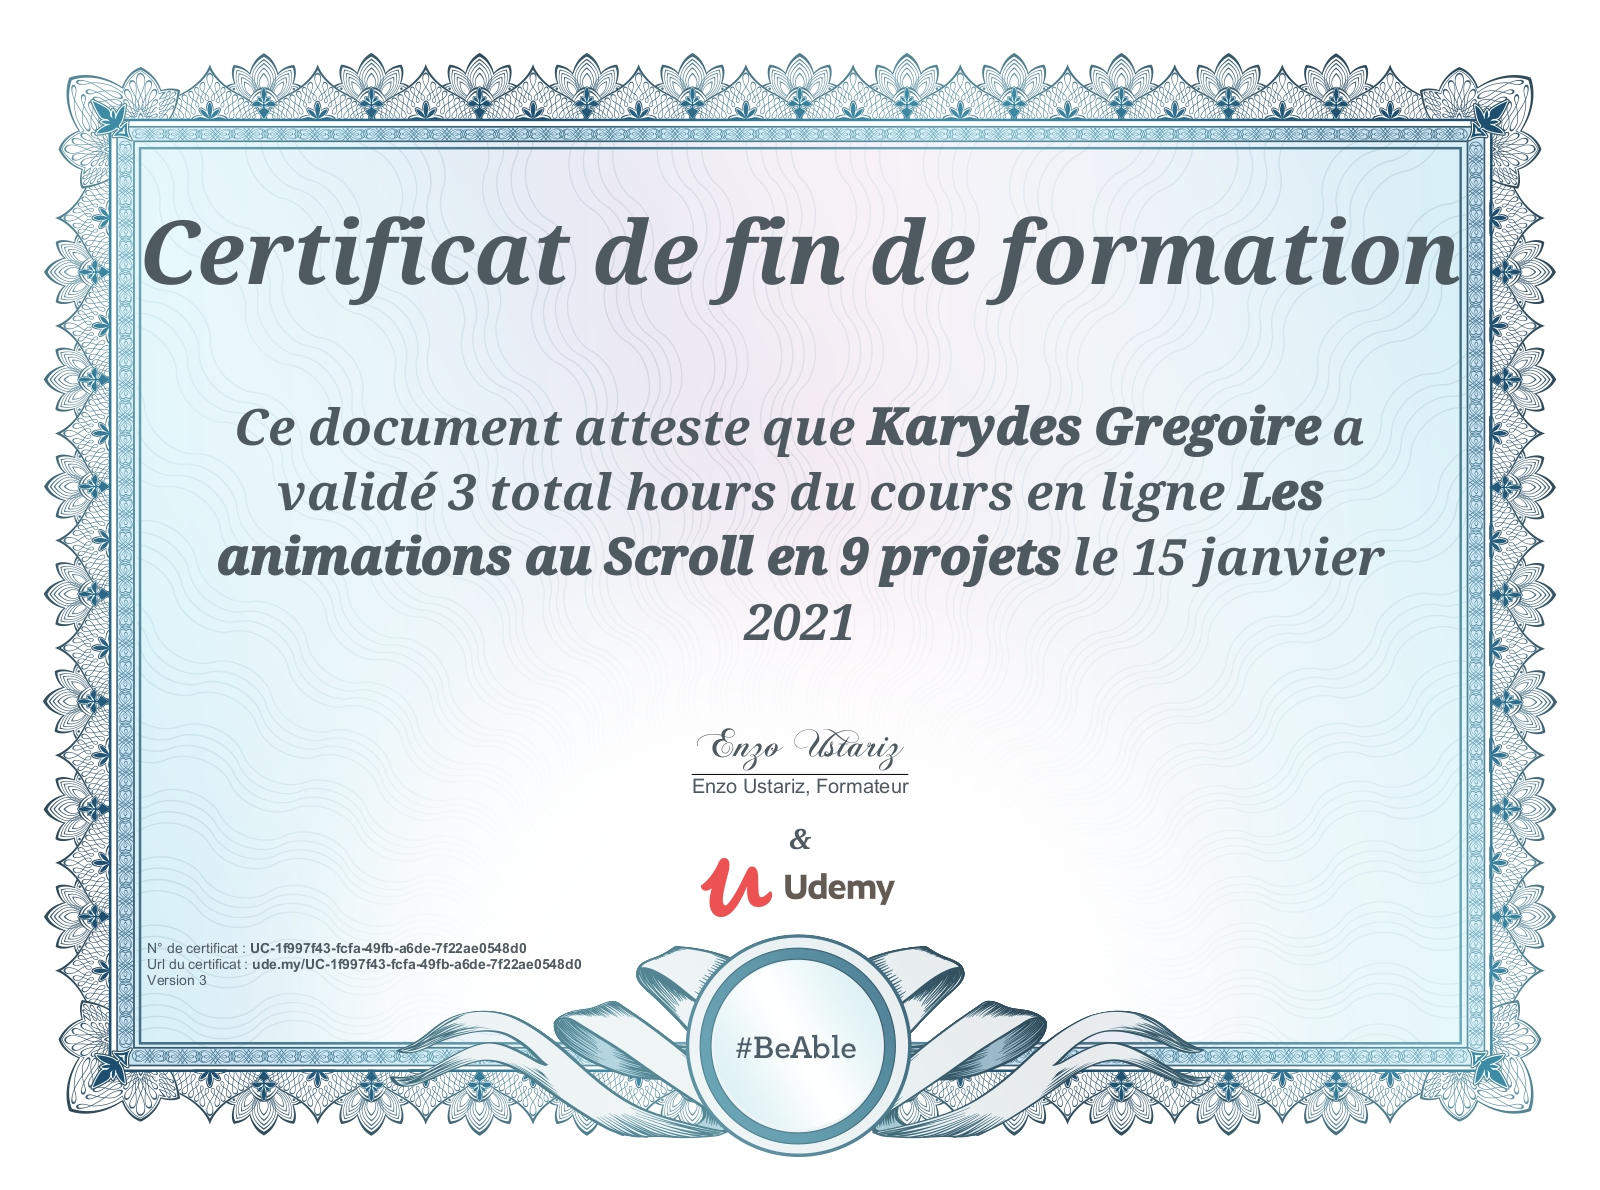 Certificat de fin de formation
Ce document atteste que Karydes Gregoire a
validé 3 total hours du cours en ligne Les
animations au Scroll en 9 projets le 15 janvier
2021
Enzo Ustariz
Enzo Ustariz, Formateur
&
Udemy
N° de certificat : UC-1f997f43-fcfa-49fb-a6de-7f22ae0548d0
Url du certificat : ude.my/UC-1f997f43-fcfa-49fb-a6de-7f22ae0548d0
Version 3
#BeAble